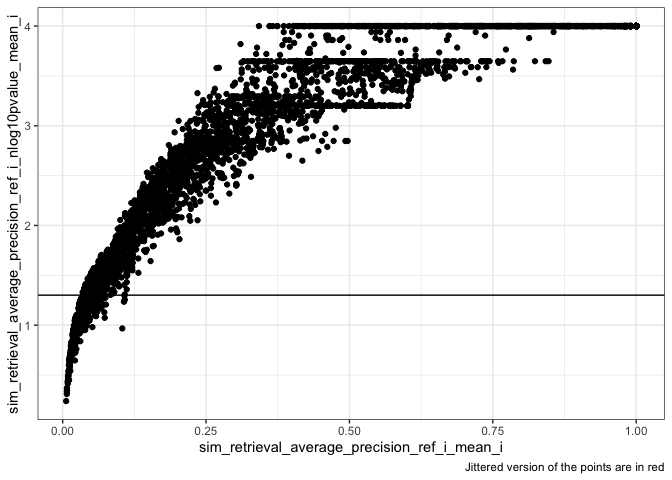 sim_retrieval_average_precision_ref_i_nlog10pvalue_mean_i
4
3
2
1
0.00 0.25 0.50 0.75 1.00
sim_retrieval_average_precision_ref_i_mean_i
Jittered version of the points are in red